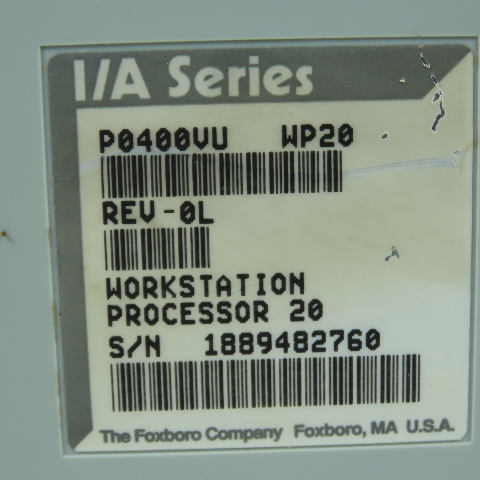 I/A Series
P0400VU WP20
REV-0L
WORKSTATION
PROCESSOR 20
S/N 1889482760
The Foxboro Company Foxboro, MA U.S.A.